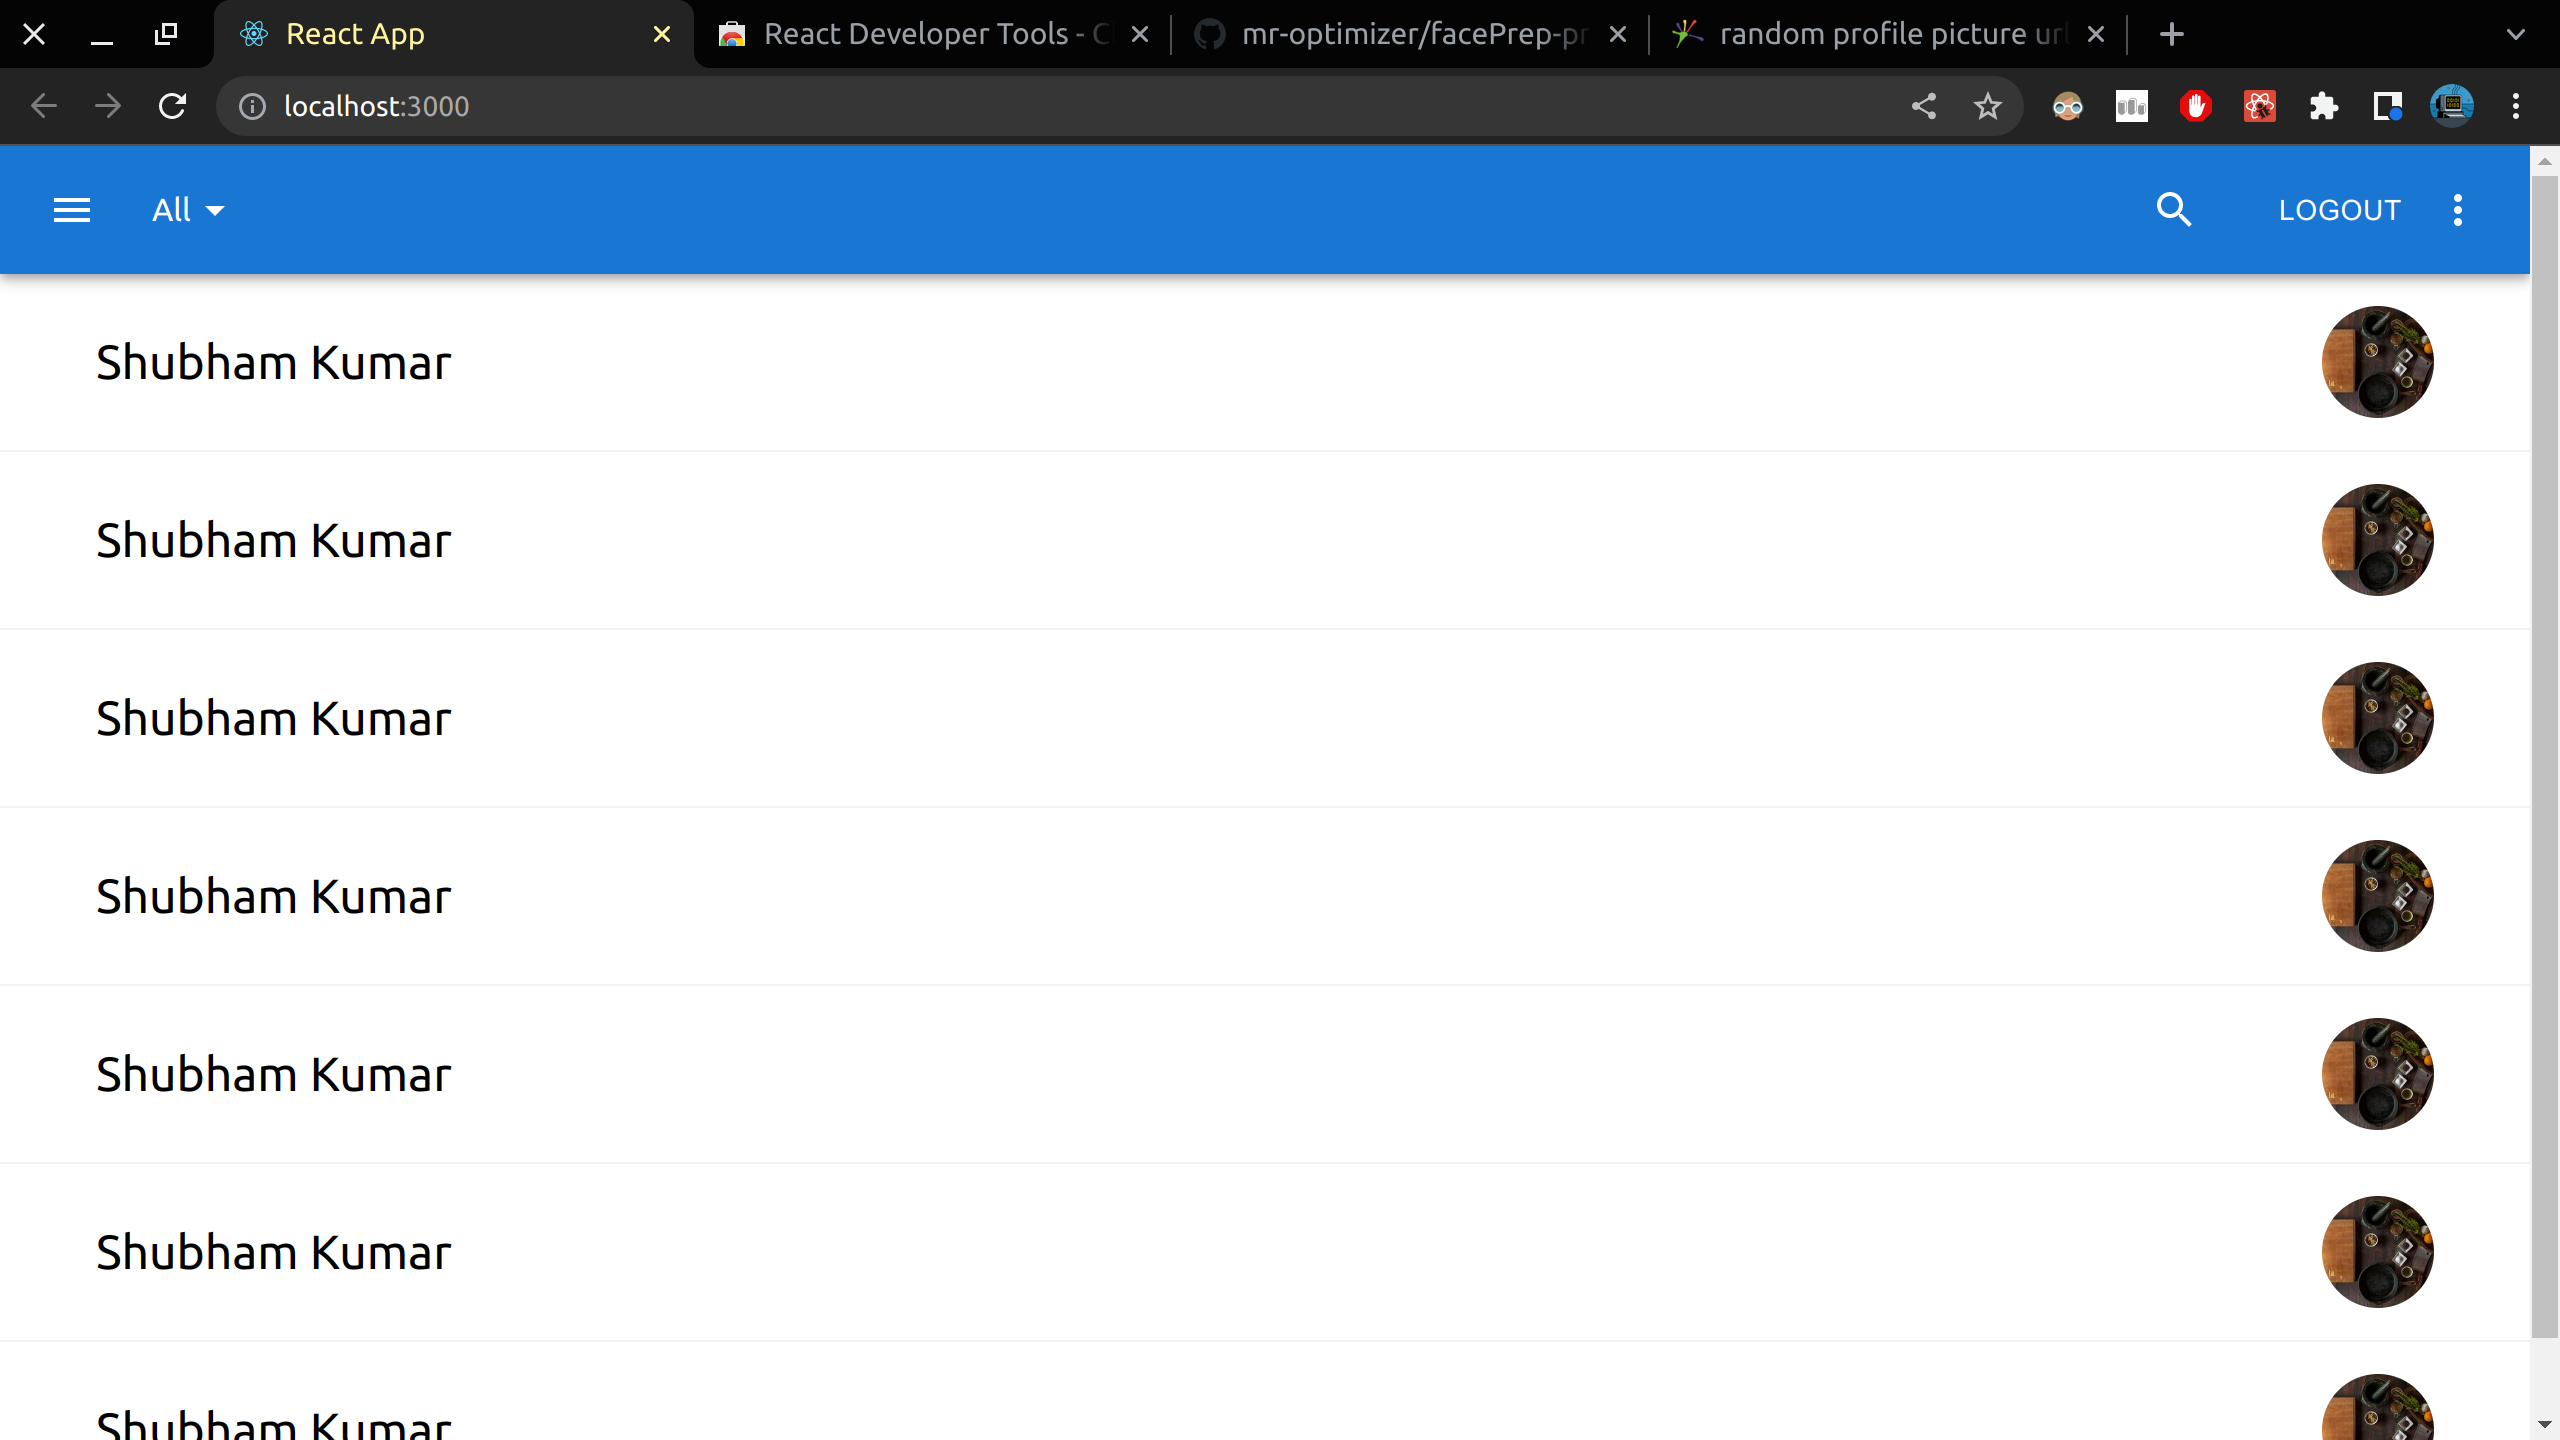 React App
React Developer Tools - C
mr-optimizer/facePrep-pr
random profile picture url
localhost:3000
All
LOGOUT
Shubham Kumar
Shubham Kumar
Shubham Kumar
Shubham Kumar
Shubham Kumar
Shubham Kumar
Shubham Kumar